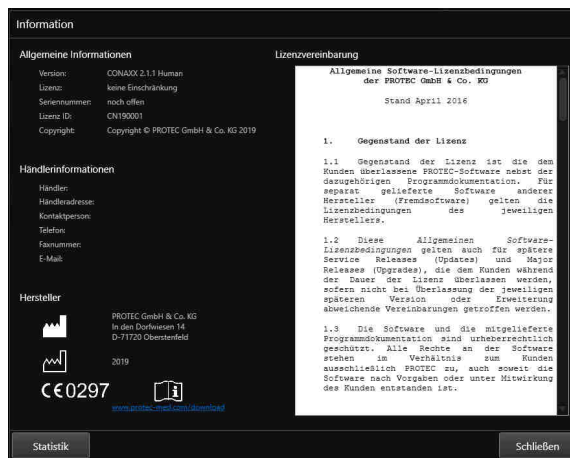 Information
Allgemeine Informationen
Version: CONAXX 2.1.1 Human
Lizenz: keine Einschränkung
Seriennummer: noch offen
Lizenz ID: CN190001
Copyright: Copyright © PROTEC GmbH & Co. KG 2019
Händlerinformationen
Händler:
Händleradresse:
Kontaktperson:
Telefon:
Faxnummer:
E-Mail:
Hersteller
PROTEC GmbH & Co. KG
In den Dorfwiesen 14
D-71720 Oberstenfeld
2019
CE0297
www.protec-med.com/download
Lizenzvereinbarung
Allgemeine Software-Lizenzbedingungen
der PROTEC GmbH & Co. KG
Stand April 2016
1. Gegenstand der Lizenz
1.1 Gegenstand der Lizenz ist die dem
Kunden überlassene PROTEC-Software nebst der
dazugehörigen Programmdokumentation. Für
separat gelieferte Software anderer
Hersteller (Fremdsoftware) gelten die
Lizenzbedingungen des jeweiligen
Herstellers.
1.2 Diese Allgemeinen Software-
Lizenzbedingungen gelten auch für spätere
Service Releases (Updates) und Major
Releases (Upgrades), die dem Kunden während
der Dauer der Lizenz überlassen werden,
sofern nicht bei Überlassung der jeweiligen
späteren Version oder Erweiterung
abweichende Vereinbarungen getroffen werden.
1.3 Die Software und die mitgelieferte
Programmdokumentation sind urheberrechtlich
geschützt. Alle Rechte an der Software
stehen im Verhältnis zum Kunden
ausschließlich PROTEC zu, auch soweit die
Software nach Vorgaben oder unter Mitwirkung
des Kunden entstanden ist.
Statistik
Schließen